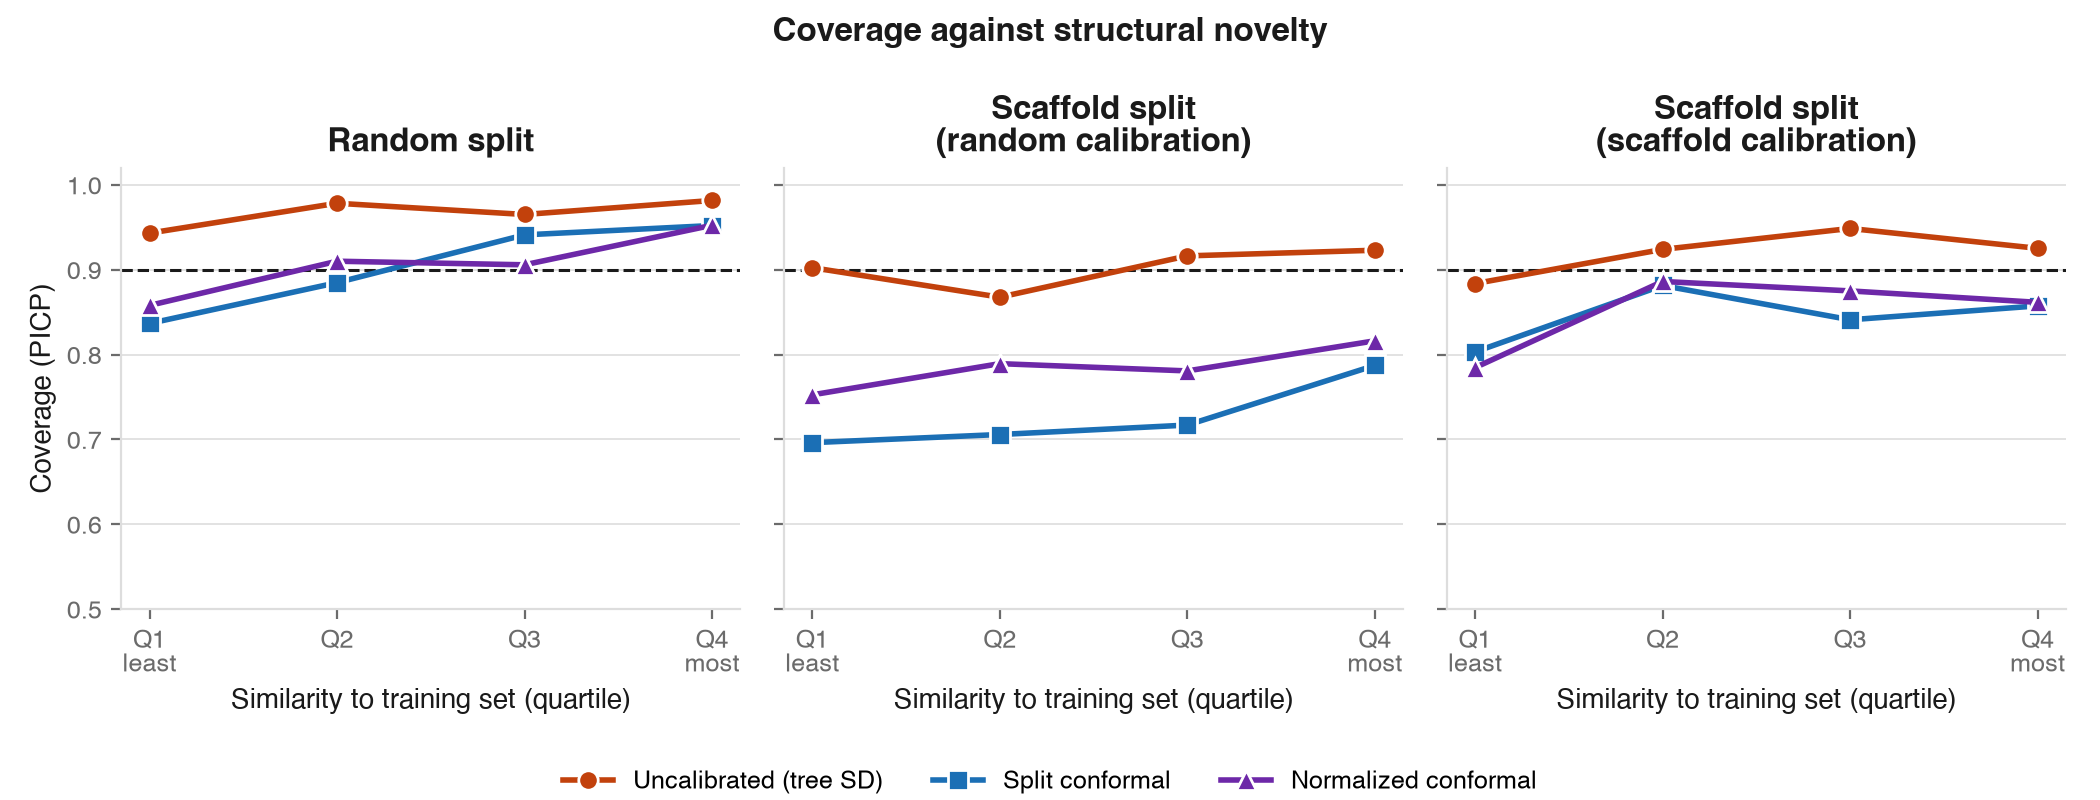 Coverage against structural novelty
Random split
Scaffold split
(random calibration)
Scaffold split
(scaffold calibration)
Coverage (PICP)
1.0
0.9
0.8
0.7
0.6
0.5
Q1
least
Q2
Q3
Q4
most
Q1
least
Q2
Q3
Q4
most
Q1
least
Q2
Q3
Q4
most
Similarity to training set (quartile)
Similarity to training set (quartile)
Similarity to training set (quartile)
Uncalibrated (tree SD)
Split conformal
Normalized conformal